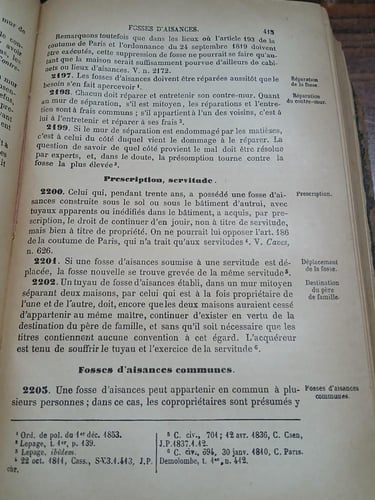 FOSSES D'AISANCES. 413
Remarquons toutefois que dans les lieux où l'article 193 de la
coutume de Paris et l'ordonnance du 24 septembre 1819 doivent
être exécutés, cette suppression de fosse ne pourrait se faire qu'au-
tant que la maison serait suffisamment pourvue d'ailleurs de cabi-
nets ou lieux d'aisances. V. n. 2172.
2197. Les fosses d'aisances doivent être réparées aussitôt que le
besoin s'en fait apercevoir ¹.
Réparation
de la fosse.
2198. Chacun doit réparer et entretenir son contre-mur. Quant
au mur de séparation, s'il est mitoyen, les réparations et l'entre-
tien sont à frais communs ; s'il appartient à l'un des voisins, c'est à
lui à l'entretenir et réparer à ses frais ².
Réparation
du contre-mur.
2199. Si le mur de séparation est endommagé par les matières,
c'est à celui du côté duquel vient le dommage à le réparer. La
question de savoir de quel côté provient le mal doit être résolue
par experts, et, dans le doute, la présomption tourne contre la
fosse la plus élevée ³.
Prescription, servitude.
2200. Celui qui, pendant trente ans, a possédé une fosse d'ai-
sances construite sous le sol ou sous le bâtiment d'autrui, avec
tuyaux apparents ou inédifiés dans le bâtiment, a acquis, par pre-
scription, le droit de continuer d'en jouir, non à titre de servitude,
mais bien à titre de propriété. On ne pourrait lui opposer l'art. 186
de la coutume de Paris, qui n'a trait qu'aux servitudes ⁴. V. Caves,
n. 626.
Prescription.
2201. Si une fosse d'aisances soumise à une servitude est dé-
placée, la fosse nouvelle se trouve grevée de la même servitude ⁵.
Déplacement
de la fosse.
2202. Un tuyau de fosse d'aisances établi, dans un mur mitoyen
séparant deux maisons, par celui qui est à la fois propriétaire de
l'une et de l'autre, doit, encore que les deux maisons auraient cessé
d'appartenir au même maître, continuer d'exister en vertu de la
destination du père de famille, et sans qu'il soit nécessaire que les
titres contiennent aucune convention à cet égard. L'acquéreur
est tenu de souffrir le tuyau et l'exercice de la servitude ⁶.
Destination
du père
de famille.
Fosses d'aisances communes.
2203. Une fosse d'aisances peut appartenir en commun à plu-
sieurs personnes ; dans ce cas, les copropriétaires sont présumés y
Fosses d'aisances
communes.
¹ Ord. de pol. du 1er déc. 1853.
² Lepage, t. 1er, p. 139.
³ Lepage, ibidem.
⁴ 22 oct. 1811, Cass., S-V.3.1.413, J.P.
chr.
⁵ C. civ., 704; 12 avr. 1836, C. Caen,
J.P.1837.1.42.
⁶ C. civ., 694, 30 janv. 1810, C. Paris.
Demolombe, t. 1er, n. 442.